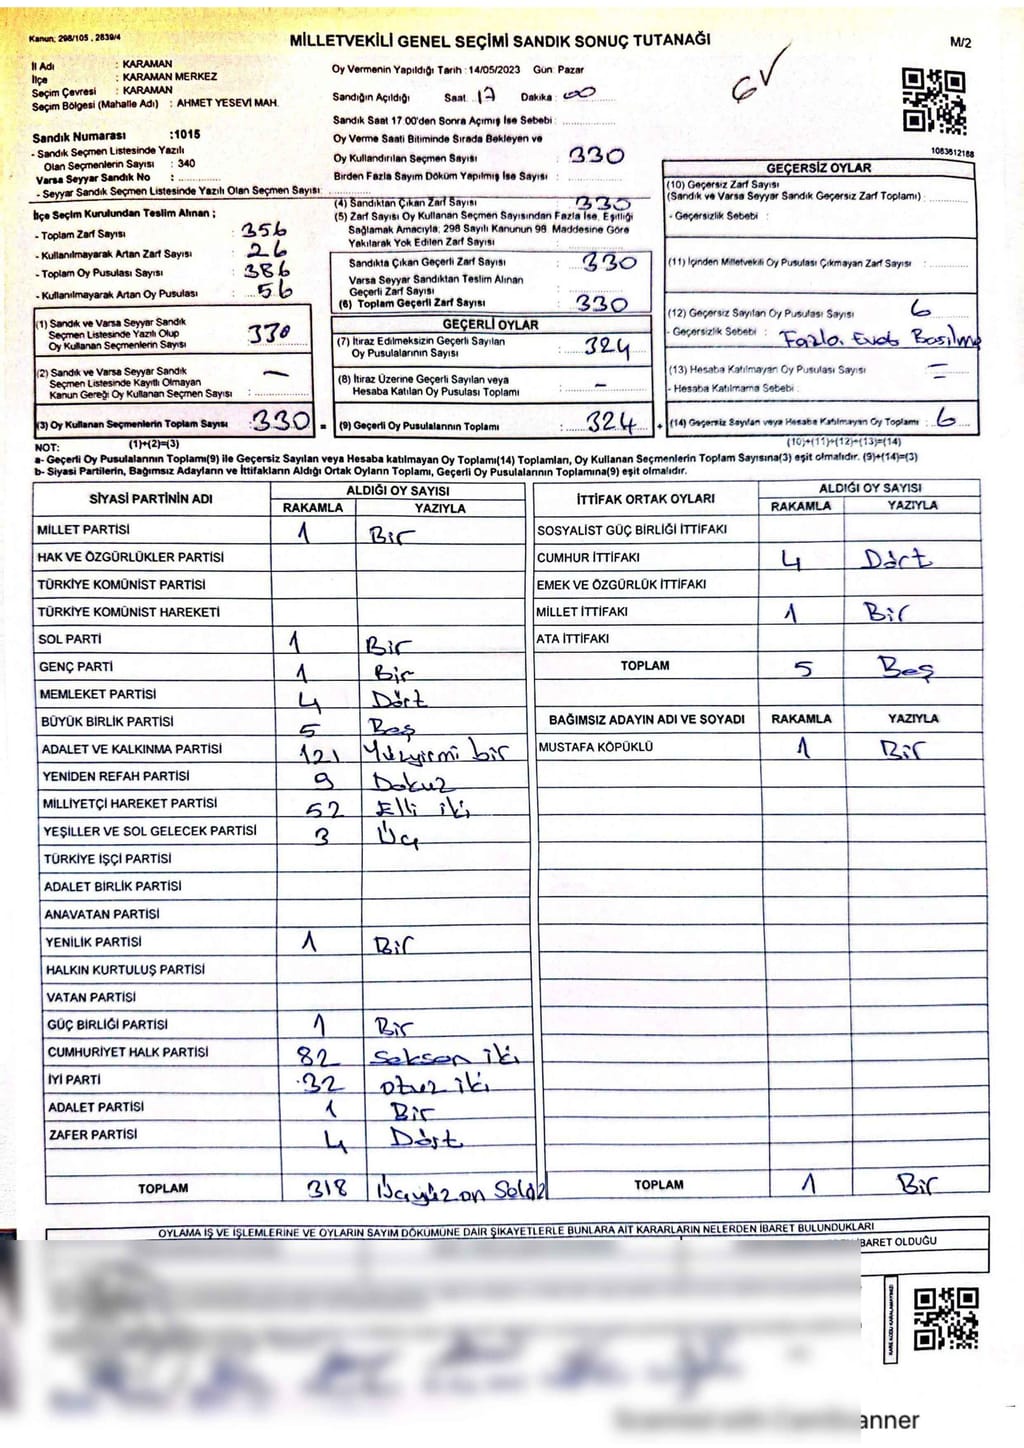 Kanun; 298/105 , 2839/4
MİLLETVEKİLİ GENEL SEÇİMİ SANDIK SONUÇ TUTANAĞI
M/2
6
İl Adı : KARAMAN
İlçe : KARAMAN MERKEZ
Seçim Çevresi : KARAMAN
Seçim Bölgesi (Mahalle Adı) : AHMET YESEVİ MAH.
Sandık Numarası :1015
- Sandık Seçmen Listesinde Yazılı
Olan Seçmenlerin Sayısı : 340
Varsa Seyyar Sandık No :
- Seyyar Sandık Seçmen Listesinde Yazılı Olan Seçmen Sayısı:
Oy Vermenin Yapıldığı Tarih : 14/05/2023 Gün: Pazar
Sandığın Açıldığı Saat 17 Dakika : 00
Sandık Saat 17:00'den Sonra Açımış İse Sebebi :
Oy Verme Saati Bitiminde Sırada Bekleyen ve
Oy Kullandırılan Seçmen Sayısı : 330
Birden Fazla Sayım Döküm Yapılmış İse Sayısı :
1083612188
İlçe Seçim Kurulundan Teslim Alınan ;
- Toplam Zarf Sayısı : 356
- Kullanılmayarak Artan Zarf Sayısı : 26
- Toplam Oy Pusulası Sayısı : 386
- Kullanılmayarak Artan Oy Pusulası : 56
(4) Sandıktan Çıkan Zarf Sayısı : 330
(5) Zarf Sayısı Oy Kullanan Seçmen Sayısından Fazla İse, Eşitliği
Sağlamak Amacıyla, 298 Sayılı Kanunun 98. Maddesine Göre
Yakılarak Yok Edilen Zarf Sayısı :
Sandıkta Çıkan Geçerli Zarf Sayısı : 330
Varsa Seyyar Sandıktan Teslim Alınan
Geçerli Zarf Sayısı :
(6) Toplam Geçerli Zarf Sayısı : 330
GEÇERSİZ OYLAR
(10) Geçersiz Zarf Sayısı
(Sandık ve Varsa Seyyar Sandık Geçersiz Zarf Toplamı) :
- Geçersizlik Sebebi :
(11) İçinden Milletvekili Oy Pusulası Çıkmayan Zarf Sayısı :
(12) Geçersiz Sayılan Oy Pusulası Sayısı : 6
- Geçersizlik Sebebi : Fazla Evet Basılmış
(13) Hesaba Katılmayan Oy Pusulası Sayısı : =
- Hesaba Katılmama Sebebi :
(14) Geçersiz Sayılan veya Hesaba Katılmayan Oy Toplamı : 6
(10)+(11)+(12)+(13)=(14)
(1) Sandık ve Varsa Seyyar Sandık
Seçmen Listesinde Yazılı Olup
Oy Kullanan Seçmenlerin Sayısı : 330
(2) Sandık ve Varsa Seyyar Sandık
Seçmen Listesinde Kayıtlı Olmayan
Kanun Gereği Oy Kullanan Seçmen Sayısı : -
(3) Oy Kullanan Seçmenlerin Toplam Sayısı : 330 =
(1)+(2)=(3)
GEÇERLİ OYLAR
(7) İtiraz Edilmeksizin Geçerli Sayılan
Oy Pusulalarının Sayısı : 324
(8) İtiraz Üzerine Geçerli Sayılan veya
Hesaba Katılan Oy Pusulası Toplamı : -
(9) Geçerli Oy Pusulalarının Toplamı : 324 +
NOT:
a- Geçerli Oy Pusulalarının Toplamı(9) ile Geçersiz Sayılan veya Hesaba katılmayan Oy Toplamı(14) Toplamları, Oy Kullanan Seçmenlerin Toplam Sayısına(3) eşit olmalıdır. (9)+(14)=(3)
b- Siyasi Partilerin, Bağımsız Adayların ve İttifakların Aldığı Ortak Oyların Toplamı, Geçerli Oy Pusulalarının Toplamına(9) eşit olmalıdır.
SİYASİ PARTİNİN ADI ALDIĞI OY SAYISI
RAKAMLA YAZIYLA
MİLLET PARTİSİ 1 Bir
HAK VE ÖZGÜRLÜKLER PARTİSİ
TÜRKİYE KOMÜNİST PARTİSİ
TÜRKİYE KOMÜNİST HAREKETİ
SOL PARTİ 1 Bir
GENÇ PARTİ 1 Bir
MEMLEKET PARTİSİ 4 Dört
BÜYÜK BİRLİK PARTİSİ 5 Beş
ADALET VE KALKINMA PARTİSİ 121 Yüzyirmi bir
YENİDEN REFAH PARTİSİ 9 Dokuz
MİLLİYETÇİ HAREKET PARTİSİ 52 Elli iki
YEŞİLLER VE SOL GELECEK PARTİSİ 3 Üç
TÜRKİYE İŞÇİ PARTİSİ
ADALET BİRLİK PARTİSİ
ANAVATAN PARTİSİ
YENİLİK PARTİSİ 1 Bir
HALKIN KURTULUŞ PARTİSİ
VATAN PARTİSİ
GÜÇ BİRLİĞİ PARTİSİ 1 Bir
CUMHURİYET HALK PARTİSİ 82 Seksen iki
İYİ PARTİ 32 otuz iki
ADALET PARTİSİ 1 Bir
ZAFER PARTİSİ 4 Dört
TOPLAM 318 Üçyüz on Sekiz
İTTİFAK ORTAK OYLARI ALDIĞI OY SAYISI
RAKAMLA YAZIYLA
SOSYALİST GÜÇ BİRLİĞİ İTTİFAKI
CUMHUR İTTİFAKI 4 Dört
EMEK VE ÖZGÜRLÜK İTTİFAKI
MİLLET İTTİFAKI 1 Bir
ATA İTTİFAKI
TOPLAM 5 Beş
BAĞIMSIZ ADAYIN ADI VE SOYADI RAKAMLA YAZIYLA
MUSTAFA KÖPÜKLÜ 1 Bir
TOPLAM 1 Bir
OYLAMA İŞ VE İŞLEMLERİNE VE OYLARIN SAYIM DÖKÜMÜNE DAİR ŞİKAYETLERLE BUNLARA AİT KARARLARIN NELERDEN İBARET BULUNDUKLARI
İBARET OLDUĞU